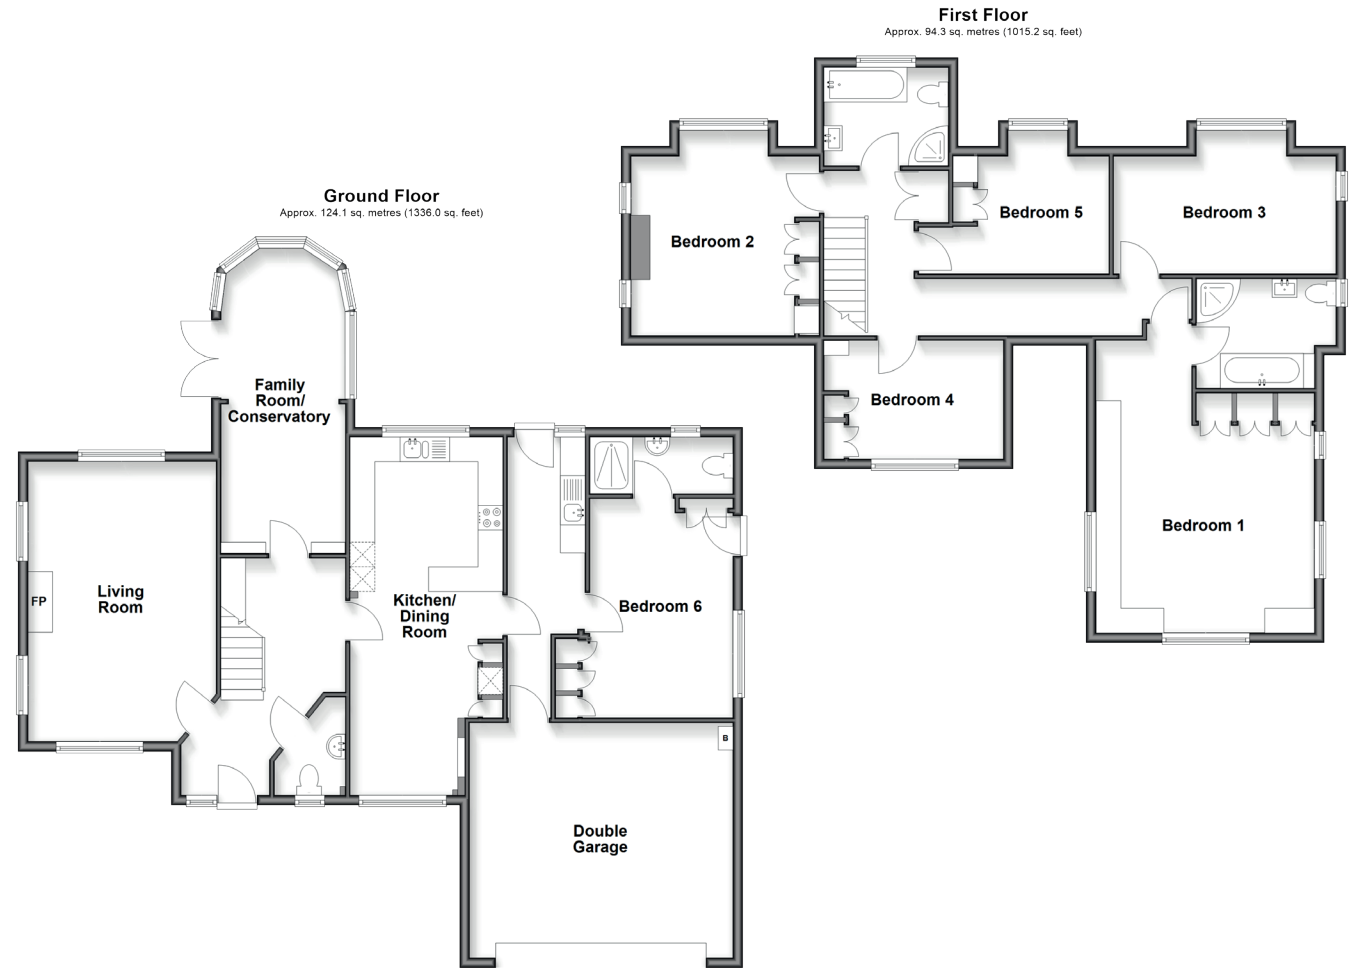 First Floor
Approx. 94.3 sq. metres (1015.2 sq. feet)
Ground Floor
Approx. 124.1 sq. metres (1336.0 sq. feet)
Bedroom 2
Bedroom 5
Bedroom 3
Bedroom 4
Bedroom 1
Family
Room/
Conservatory
Living
Room
FP
Kitchen/
Dining
Room
Bedroom 6
B
Double
Garage